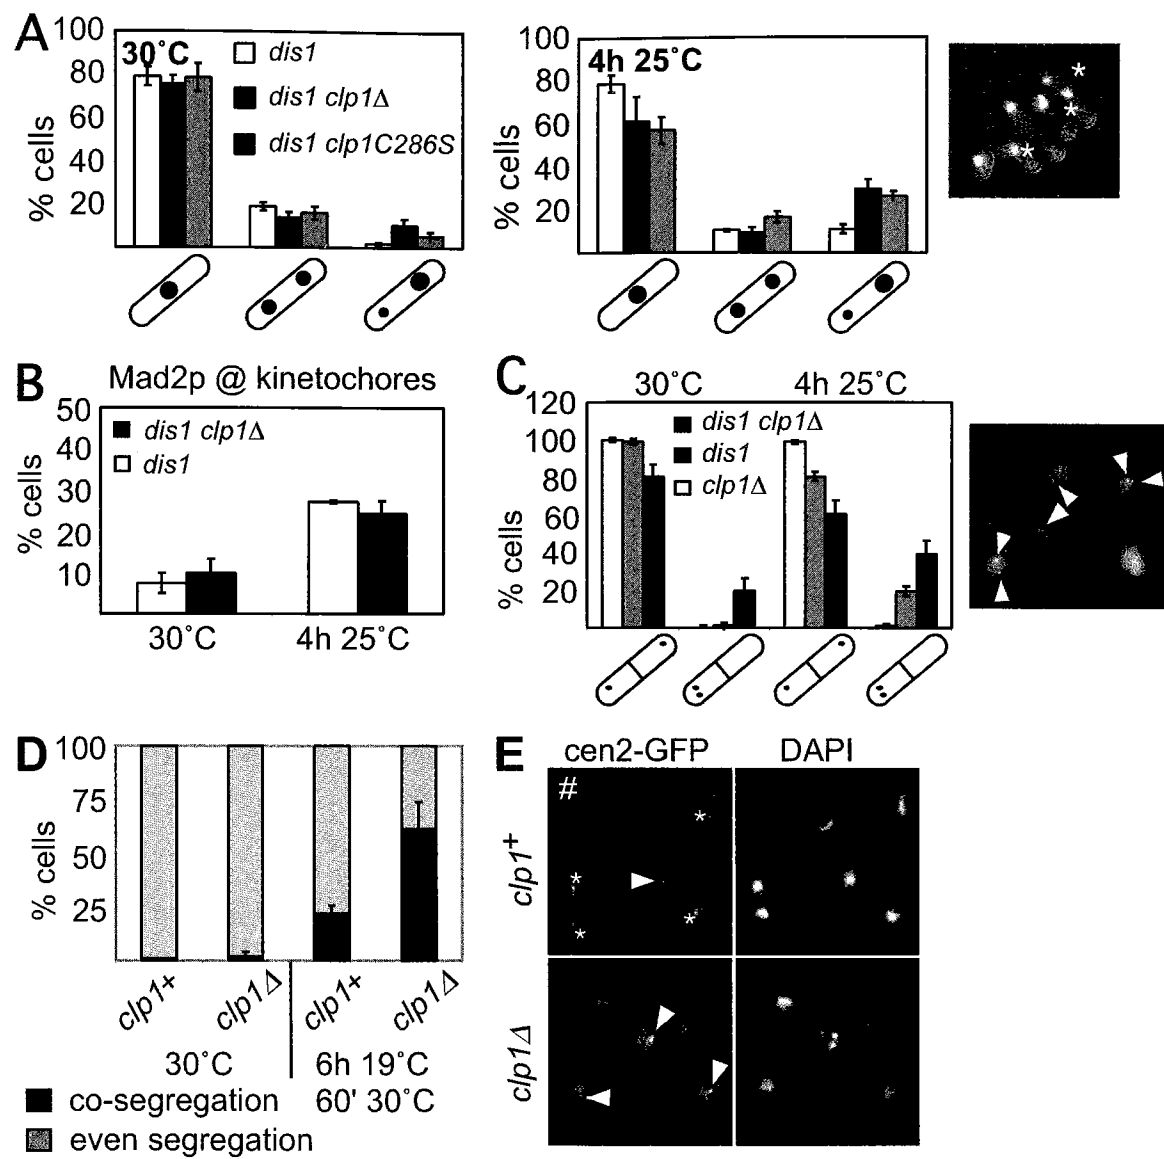 A
100
80
60
40
20
% cells
30˚C
dis1
dis1 clp1Δ
dis1 clp1C286S
100
80
60
40
20
% cells
4h 25˚C
*
*
*
B
Mad2p @ kinetochores
50
40
30
20
10
% cells
dis1 clp1Δ
dis1
30˚C
4h 25˚C
C
30˚C
4h 25˚C
120
100
80
60
40
20
% cells
dis1 clp1Δ
dis1
clp1Δ
D
100
75
50
25
% cells
clp1+
clp1Δ
clp1+
clp1Δ
30˚C
6h 19˚C
60' 30˚C
co-segregation
even segregation
E
cen2-GFP
DAPI
#
*
*
*
*
clp1+
clp1Δ